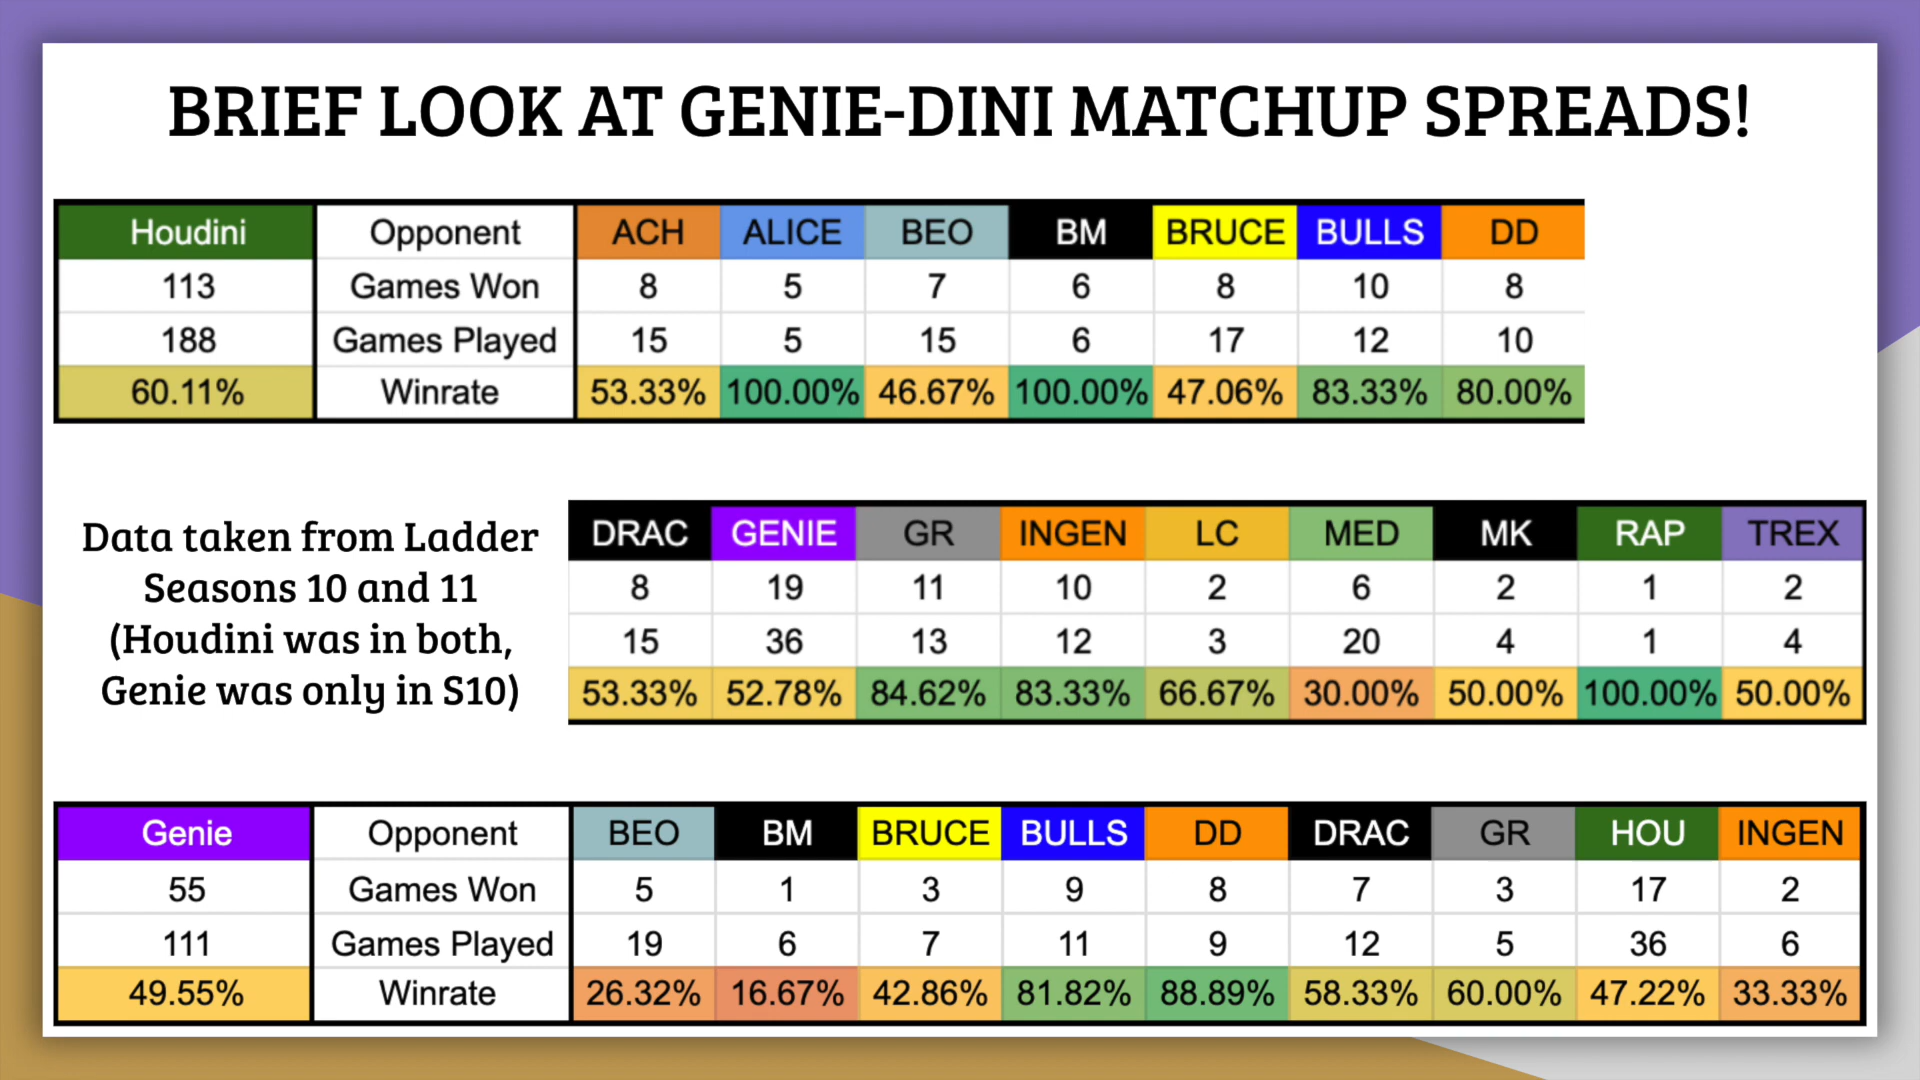 BRIEF LOOK AT GENIE-DINI MATCHUP SPREADS!
Houdini Opponent ACH ALICE BEO BM BRUCE BULLS DD
113 Games Won 8 5 7 6 8 10 8
188 Games Played 15 5 15 6 17 12 10
60.11% Winrate 53.33% 100.00% 46.67% 100.00% 47.06% 83.33% 80.00%
Data taken from Ladder
Seasons 10 and 11
(Houdini was in both,
Genie was only in S10)
DRAC GENIE GR INGEN LC MED MK RAP TREX
8 19 11 10 2 6 2 1 2
15 36 13 12 3 20 4 1 4
53.33% 52.78% 84.62% 83.33% 66.67% 30.00% 50.00% 100.00% 50.00%
Genie Opponent BEO BM BRUCE BULLS DD DRAC GR HOU INGEN
55 Games Won 5 1 3 9 8 7 3 17 2
111 Games Played 19 6 7 11 9 12 5 36 6
49.55% Winrate 26.32% 16.67% 42.86% 81.82% 88.89% 58.33% 60.00% 47.22% 33.33%